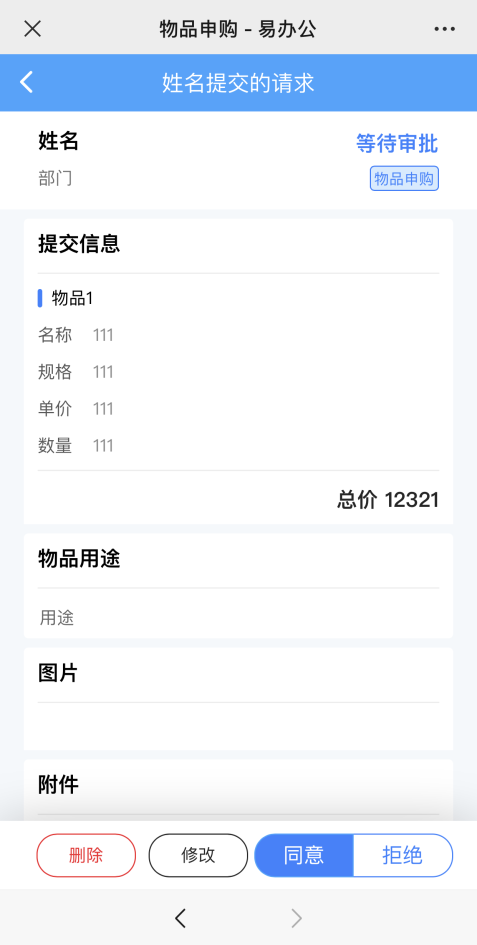 物品申购 - 易办公
姓名提交的请求
姓名
等待审批
部门
物品申购
提交信息
物品1
名称 111
规格 111
单价 111
数量 111
总价 12321
物品用途
用途
图片
附件
删除 修改 同意 拒绝